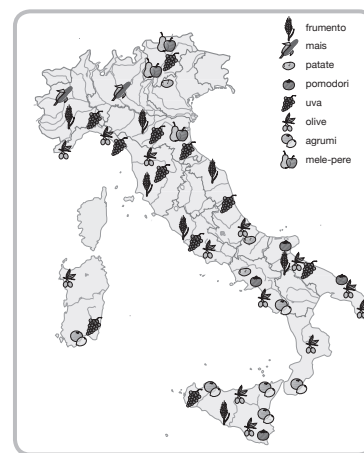 frumento
mais
patate
pomodori
uva
olive
agrumi
mele-pere